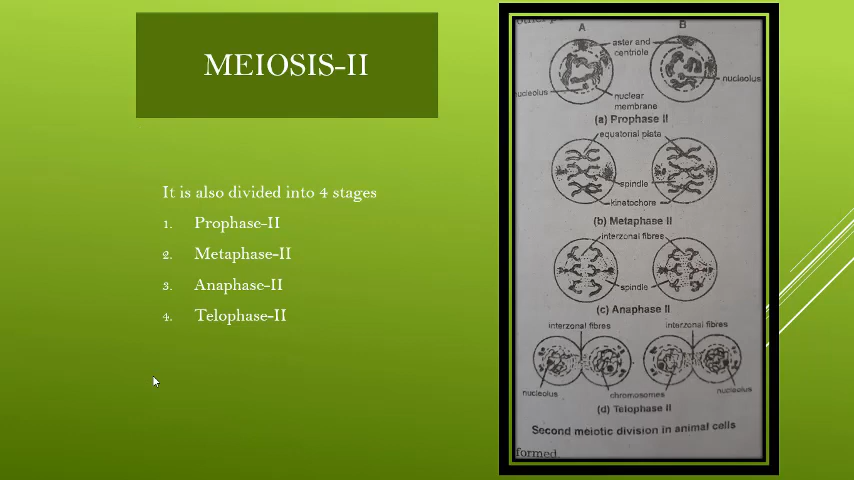 MEIOSIS-II
It is also divided into 4 stages
1. Prophase-II
2. Metaphase-II
3. Anaphase-II
4. Telophase-II
A
B
aster and
centriole
nucleolus
nucleolus
nuclear
membrane
(a) Prophase II
equatorial plate
spindle
kinetochore
(b) Metaphase II
interzonal fibres
spindle
(c) Anaphase II
interzonal fibres
interzonal fibres
nucleolus
chromosomes
nucleolus
(d) Telophase II
Second meiotic division in animal cells
formed